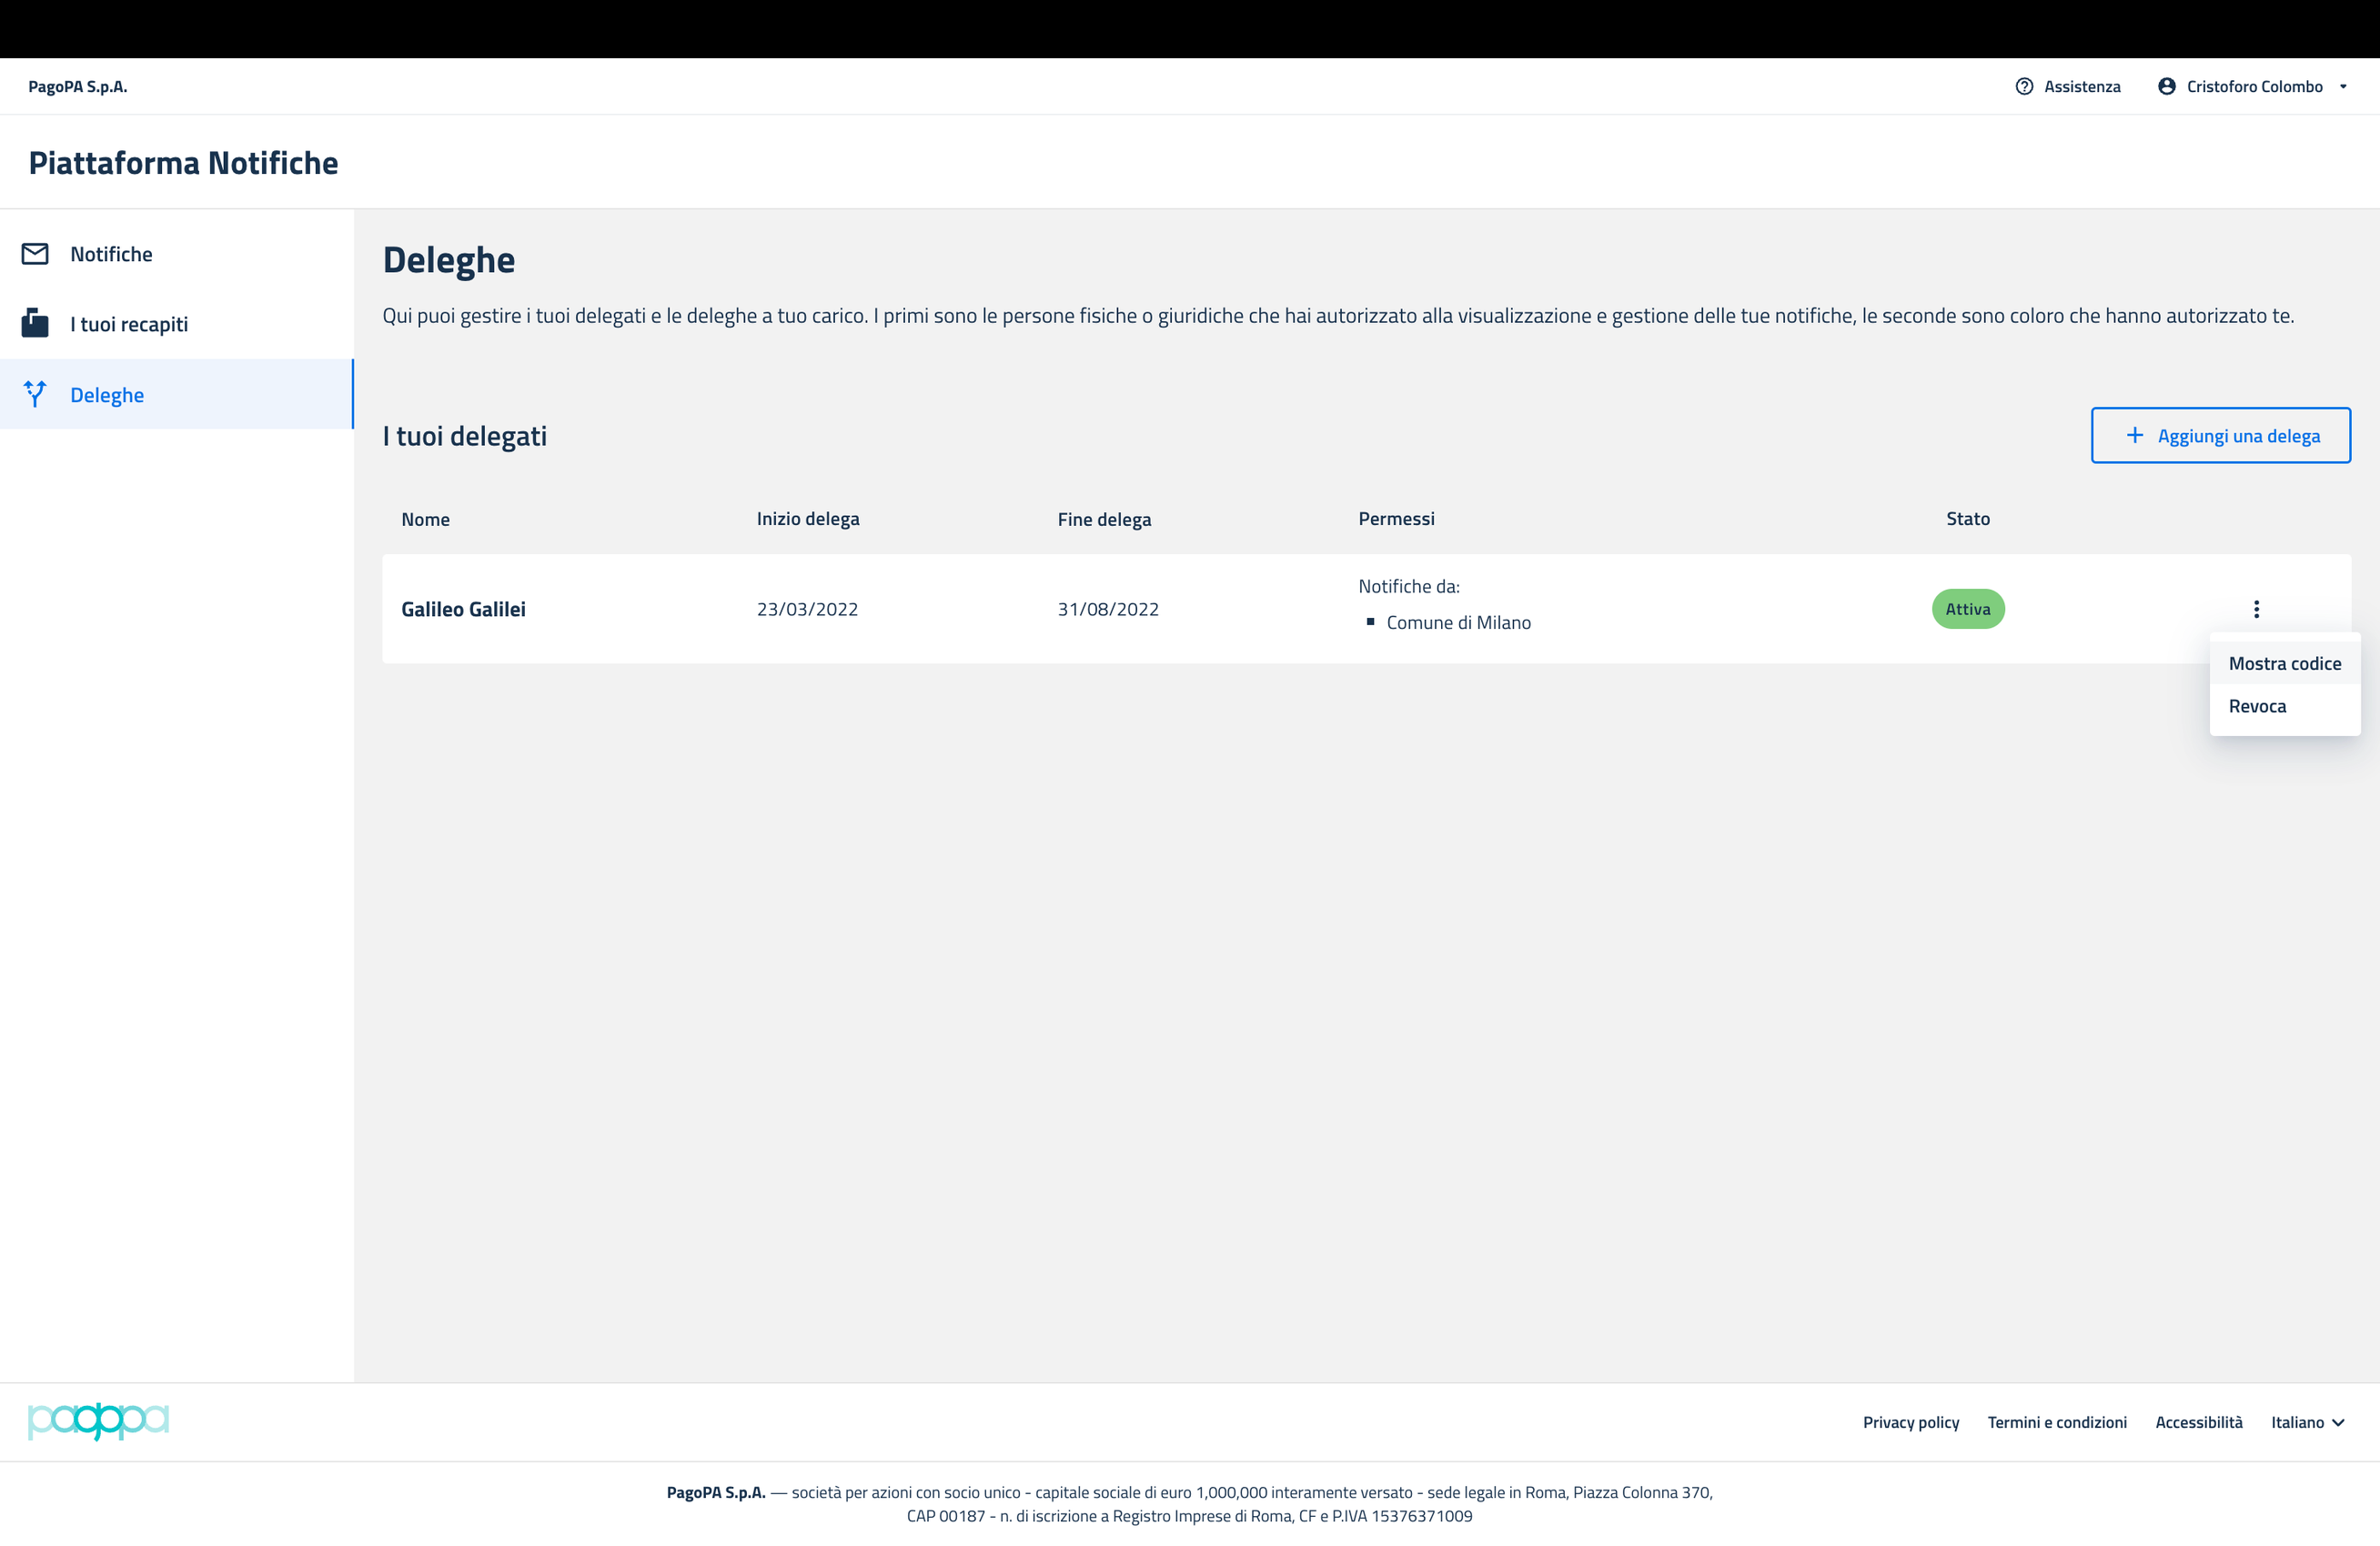 PagoPA S.p.A.
Assistenza
Cristoforo Colombo
Piattaforma Notifiche
Notifiche
I tuoi recapiti
Deleghe
Deleghe
Qui puoi gestire i tuoi delegati e le deleghe a tuo carico. I primi sono le persone fisiche o giuridiche che hai autorizzato alla visualizzazione e gestione delle tue notifiche, le seconde sono coloro che hanno autorizzato te.
I tuoi delegati
Aggiungi una delega
Nome
Inizio delega
Fine delega
Permessi
Stato
Galileo Galilei
23/03/2022
31/08/2022
Notifiche da:
Comune di Milano
Attiva
Mostra codice
Revoca
pagopa
Privacy policy
Termini e condizioni
Accessibilità
Italiano
PagoPA S.p.A. — società per azioni con socio unico - capitale sociale di euro 1,000,000 interamente versato - sede legale in Roma, Piazza Colonna 370,
CAP 00187 - n. di iscrizione a Registro Imprese di Roma, CF e P.IVA 15376371009